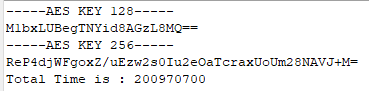 -----AES KEY 128-----
M1bxLUBegTNYid8AGzL8MQ==
-----AES KEY 256-----
ReP4djWFgoxZ/uEzw2s0Iu2eOaTcraxUoUm28NAVJ+M=
Total Time is : 200970700